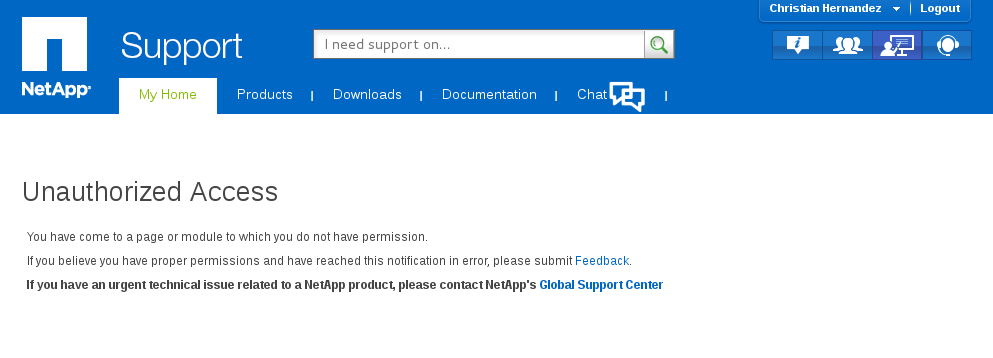 Christian Hernandez | Logout
NetApp
Support
I need support on...
My Home Products | Downloads | Documentation | Chat |
Unauthorized Access
You have come to a page or module to which you do not have permission.
If you believe you have proper permissions and have reached this notification in error, please submit Feedback.
If you have an urgent technical issue related to a NetApp product, please contact NetApp's Global Support Center